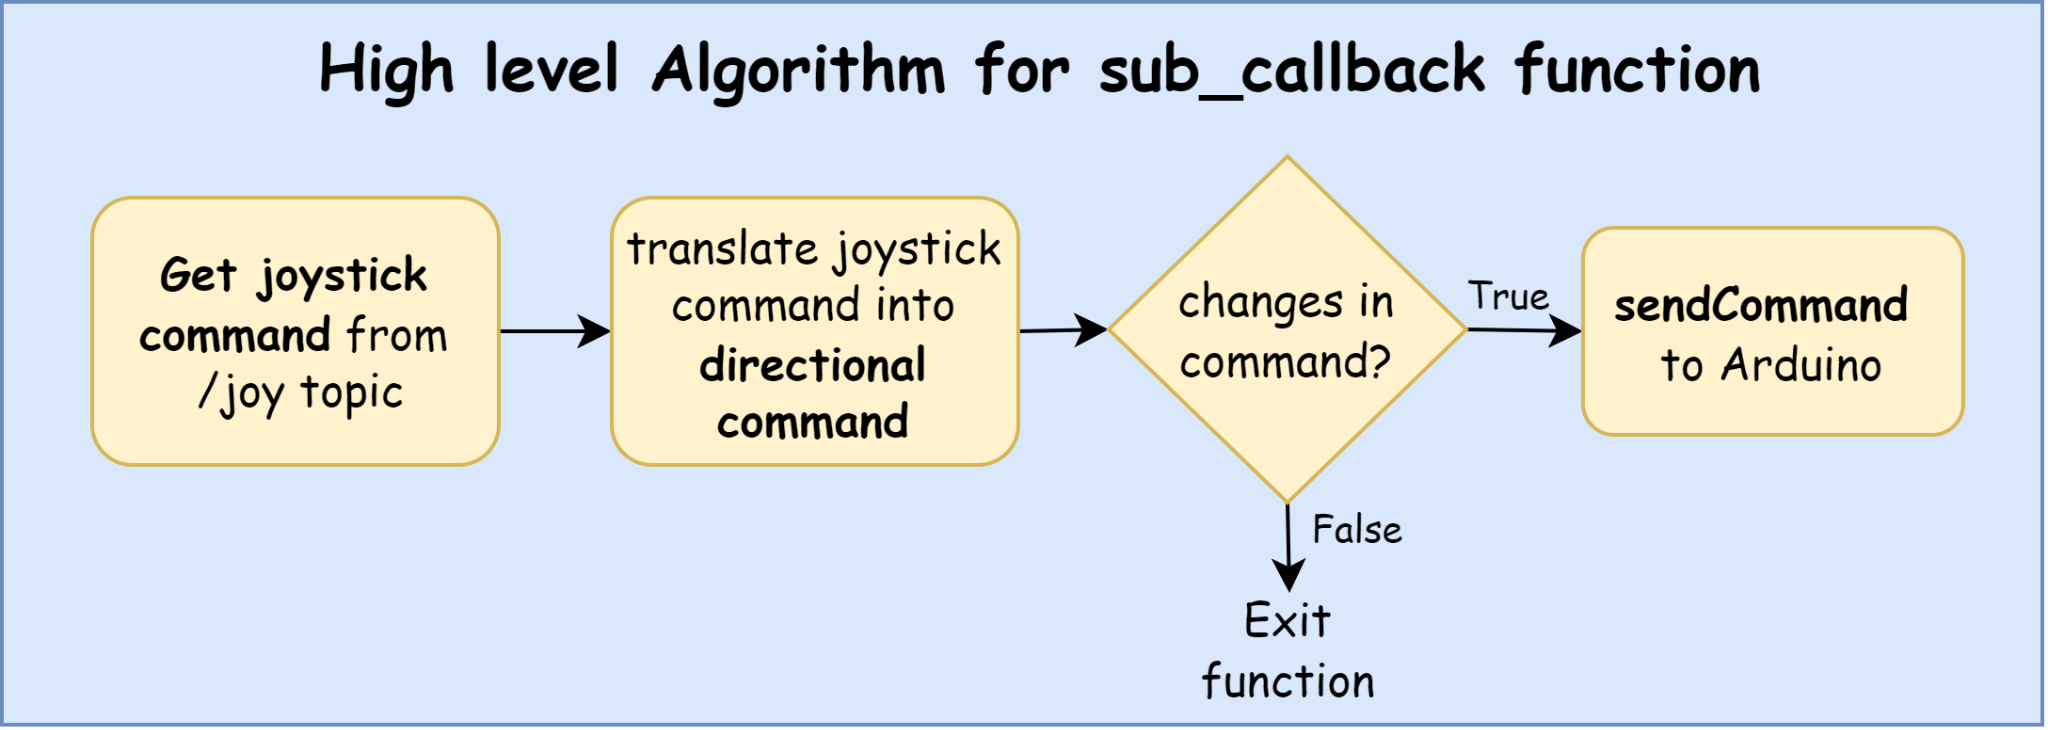 High level Algorithm for sub_callback function
Get joystick
command from
/joy topic
translate joystick
command into
directional
command
changes in
command?
True
sendCommand
to Arduino
False
Exit
function